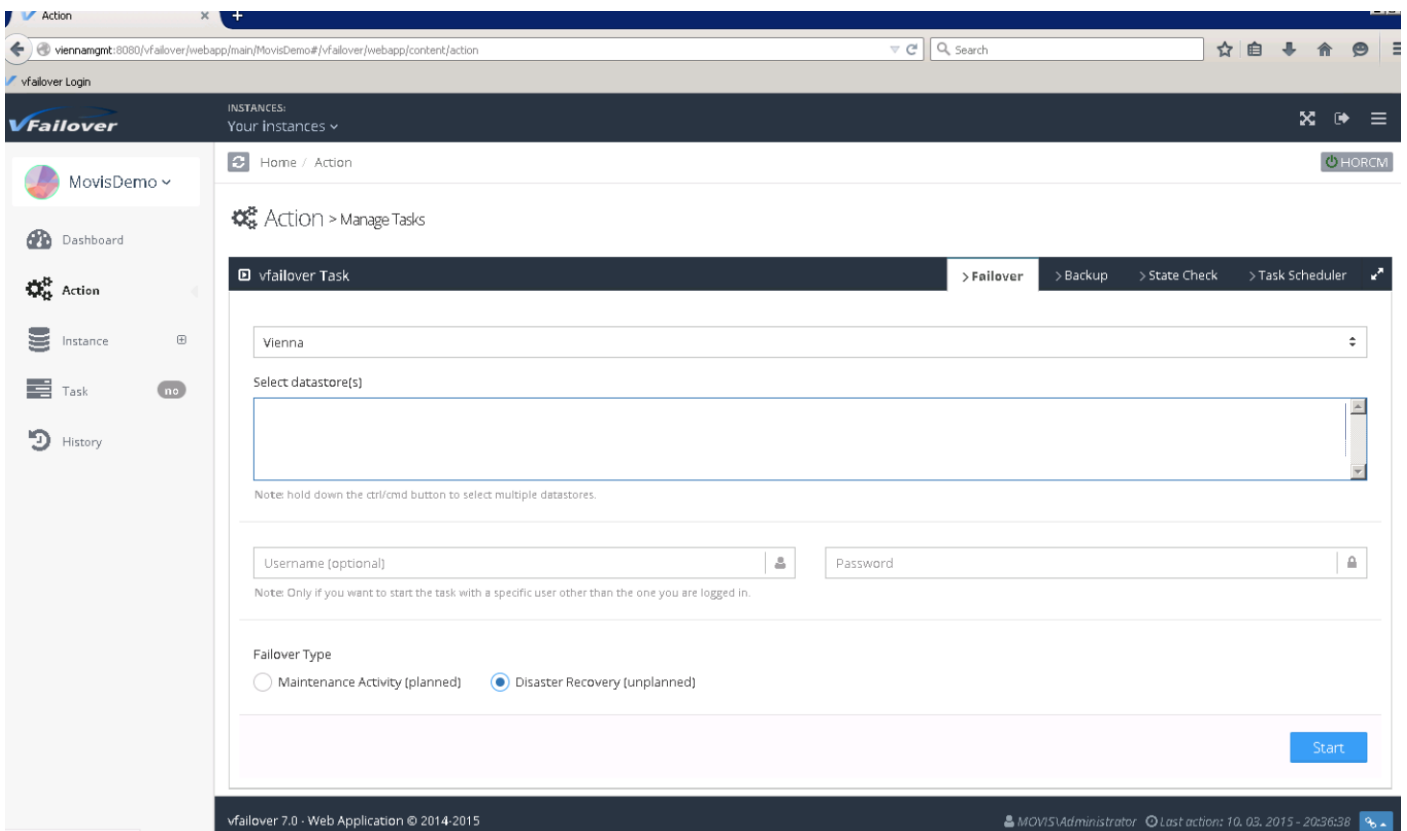 Action
viennamgmt:8080/vfailover/webapp/main/MovisDemo#/vfailover/webapp/content/action
Search
vfailover Login
VFailover
INSTANCES:
Your instances
MovisDemo
Home / Action
HORCM
Action > Manage Tasks
Dashboard
Action
Instance
Task no
History
vfailover Task
> Failover
> Backup
> State Check
> Task Scheduler
Vienna
Select datastore(s)
Note: hold down the ctrl/cmd button to select multiple datastores.
Username (optional)
Password
Note: Only if you want to start the task with a specific user other than the one you are logged in.
Failover Type
Maintenance Activity (planned)
Disaster Recovery (unplanned)
Start
vfailover 7.0 - Web Application © 2014-2015
MOVIS\Administrator
Last action: 10. 03. 2015 - 20:36:38